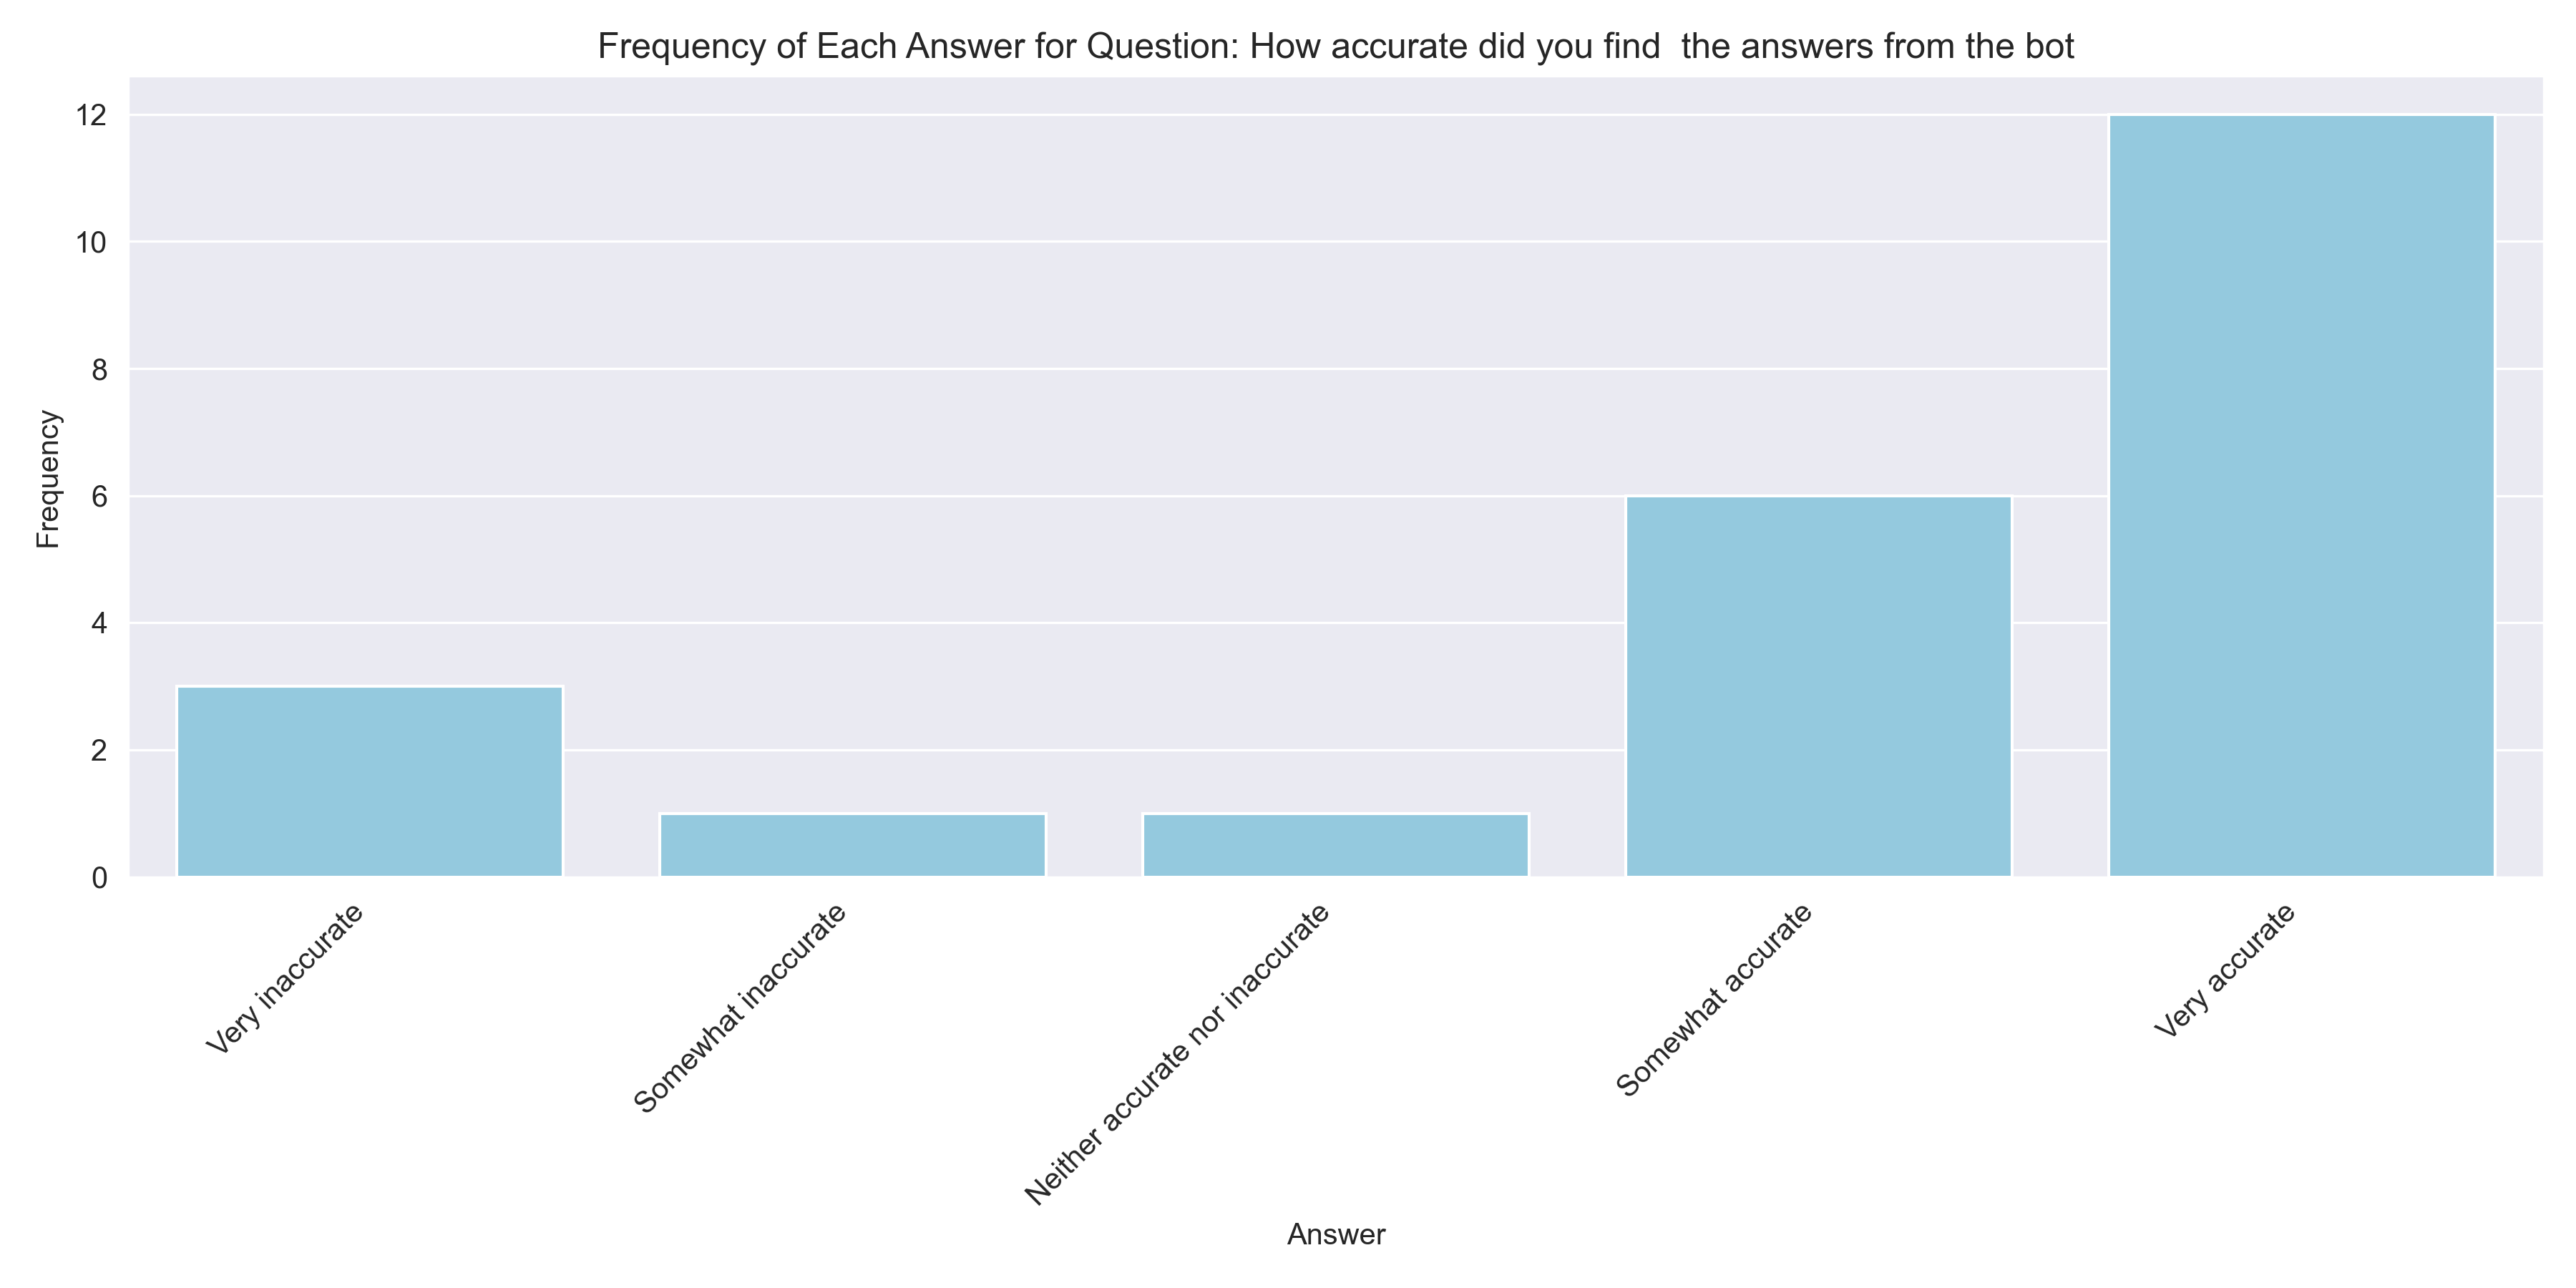 Frequency of Each Answer for Question: How accurate did you find  the answers from the bot
12
10
8
6
4
2
0
Frequency
Very inaccurate
Somewhat inaccurate
Neither accurate nor inaccurate
Somewhat accurate
Very accurate
Answer